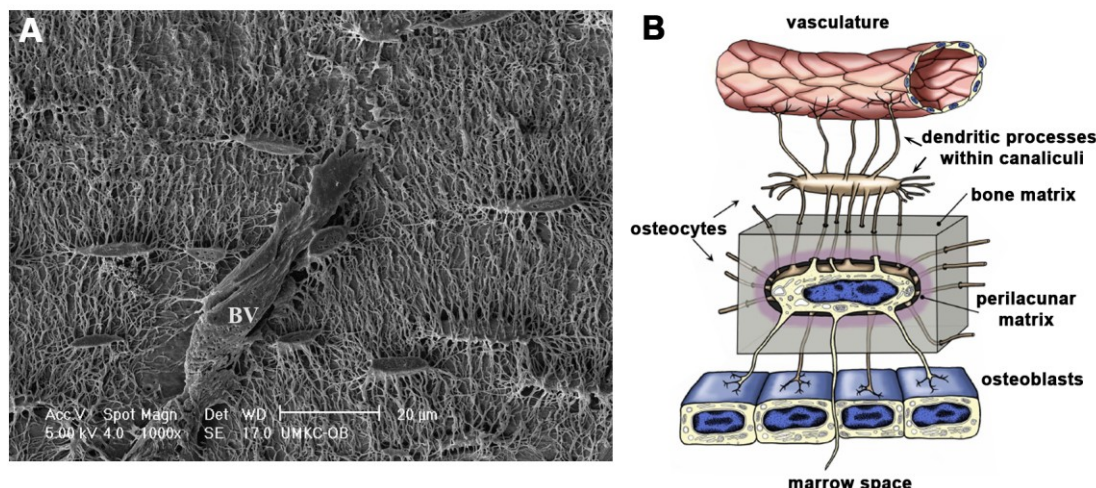 A
BV
Acc.V Spot Magn Det WD 20 µm
5.00 kV 4.0 1000x SE 17.0 UMKC-OB
B
vasculature
dendritic processes
within canaliculi
bone matrix
osteocytes
perilacunar
matrix
osteoblasts
marrow space